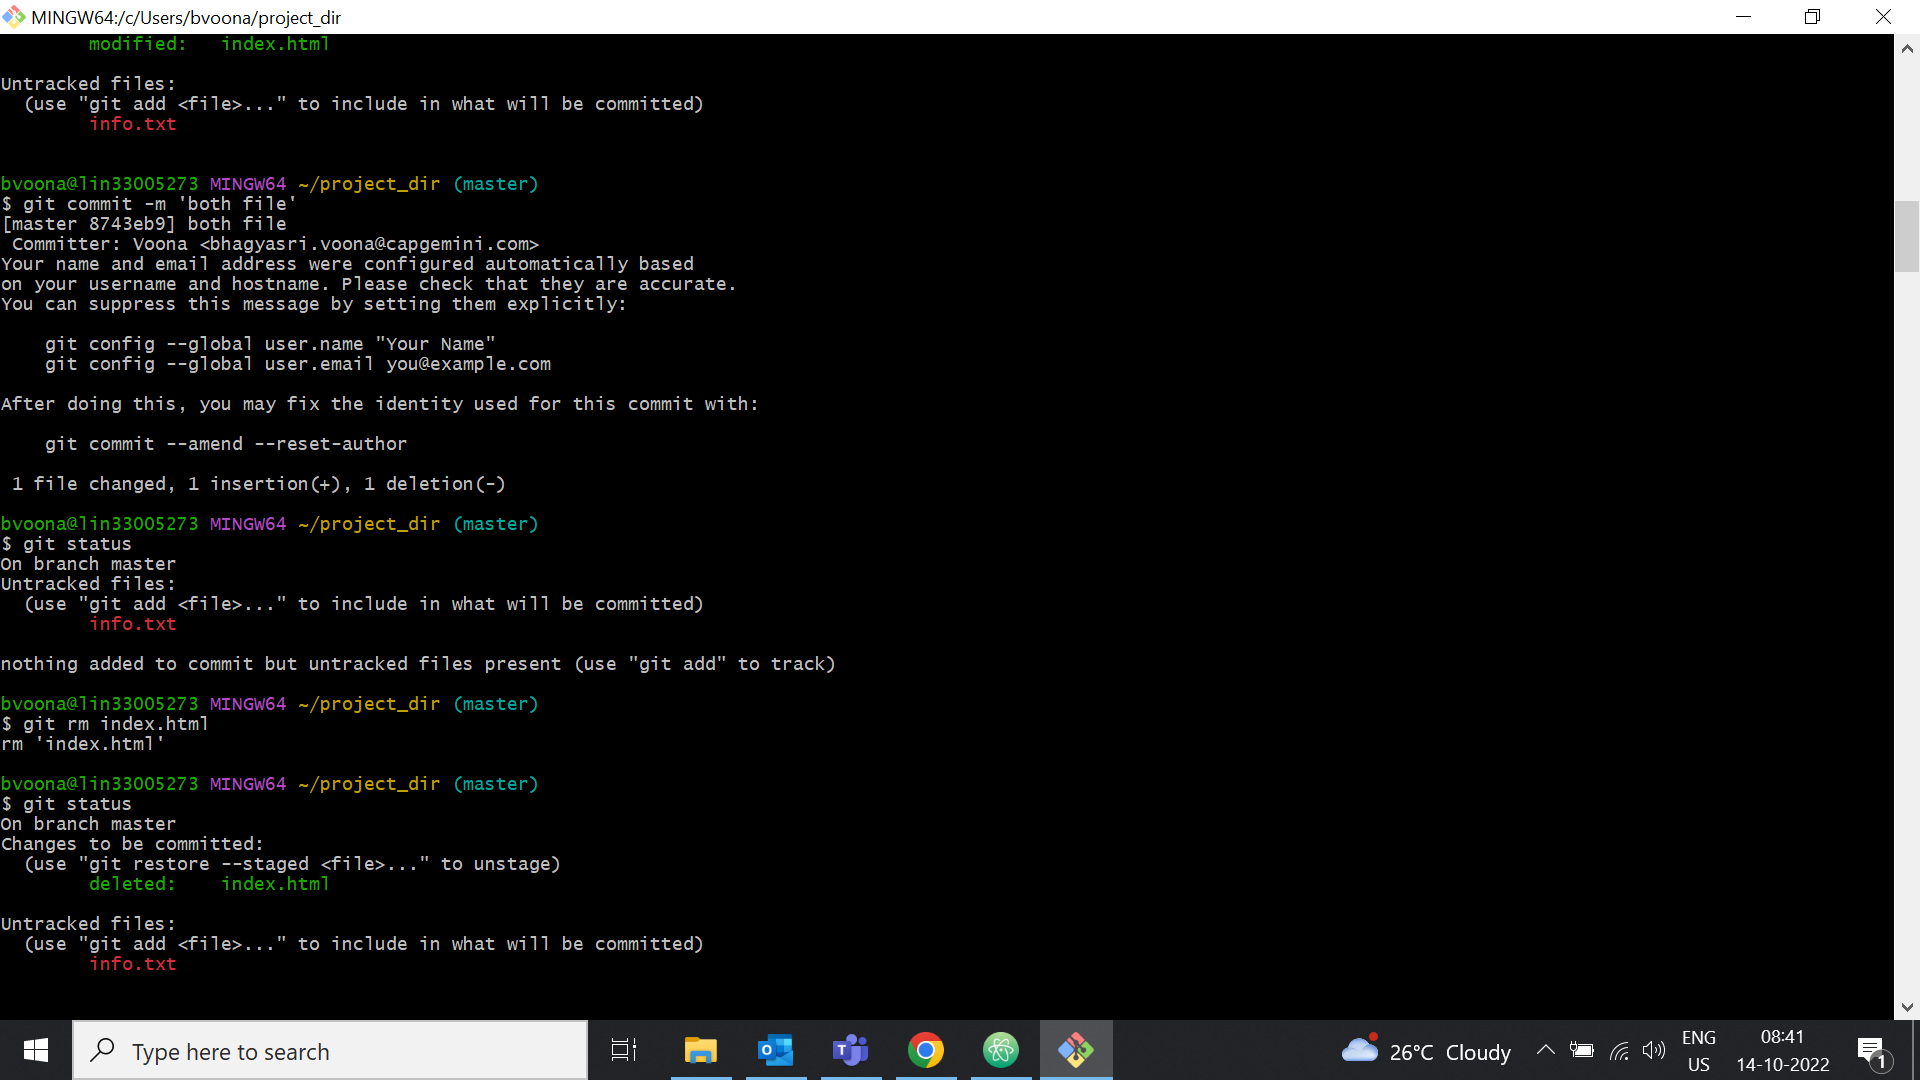 MINGW64:/c/Users/bvoona/project_dir
        modified:   index.html

Untracked files:
  (use "git add <file>..." to include in what will be committed)
        info.txt


bvoona@lin33005273 MINGW64 ~/project_dir (master)
$ git commit -m 'both file'
[master 8743eb9] both file
 Committer: Voona <bhagyasri.voona@capgemini.com>
Your name and email address were configured automatically based
on your username and hostname. Please check that they are accurate.
You can suppress this message by setting them explicitly:

    git config --global user.name "Your Name"
    git config --global user.email you@example.com

After doing this, you may fix the identity used for this commit with:

    git commit --amend --reset-author

 1 file changed, 1 insertion(+), 1 deletion(-)

bvoona@lin33005273 MINGW64 ~/project_dir (master)
$ git status
On branch master
Untracked files:
  (use "git add <file>..." to include in what will be committed)
        info.txt

nothing added to commit but untracked files present (use "git add" to track)

bvoona@lin33005273 MINGW64 ~/project_dir (master)
$ git rm index.html
rm 'index.html'

bvoona@lin33005273 MINGW64 ~/project_dir (master)
$ git status
On branch master
Changes to be committed:
  (use "git restore --staged <file>..." to unstage)
        deleted:    index.html

Untracked files:
  (use "git add <file>..." to include in what will be committed)
        info.txt

Type here to search
26°C Cloudy
ENG
US
08:41
14-10-2022
1